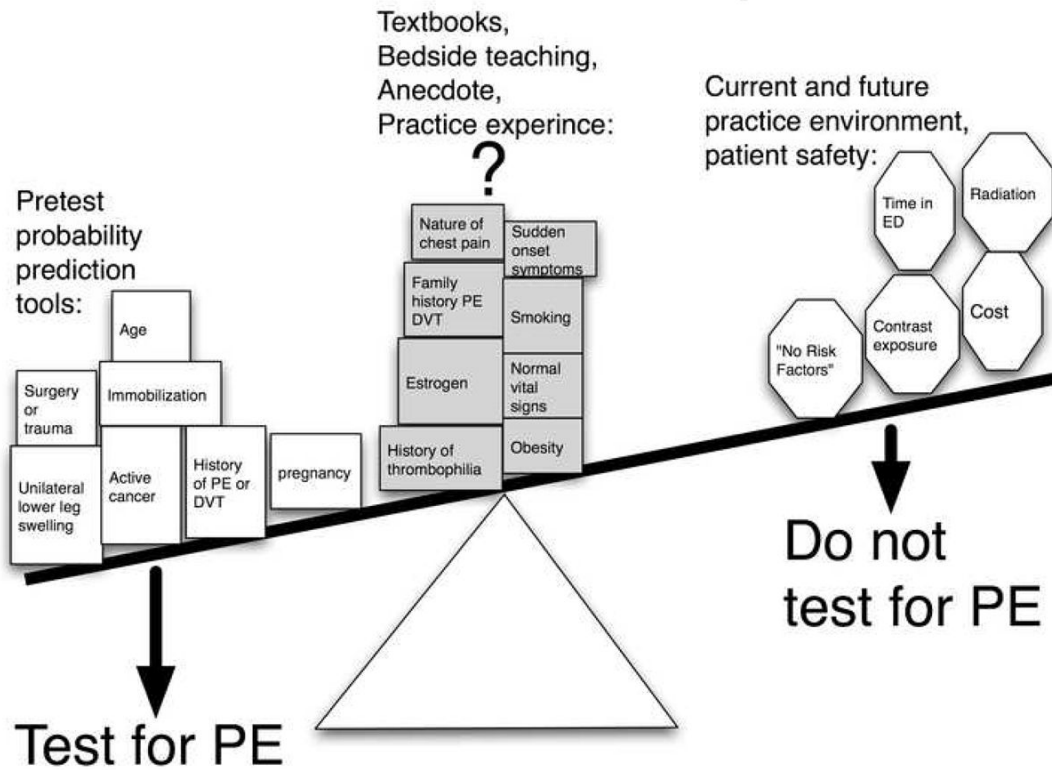 Textbooks,
Bedside teaching,
Anecdote,
Practice experince:
?
Current and future
practice environment,
patient safety:
Pretest
probability
prediction
tools:
Age
Surgery
or
trauma
Immobilization
Unilateral
lower leg
swelling
Active
cancer
History
of PE or
DVT
pregnancy
Nature of
chest pain
Sudden
onset
symptoms
Family
history PE
DVT
Smoking
Estrogen
Normal
vital
signs
History of
thrombophilia
Obesity
Time in
ED
Radiation
"No Risk
Factors"
Contrast
exposure
Cost
Do not
test for PE
Test for PE